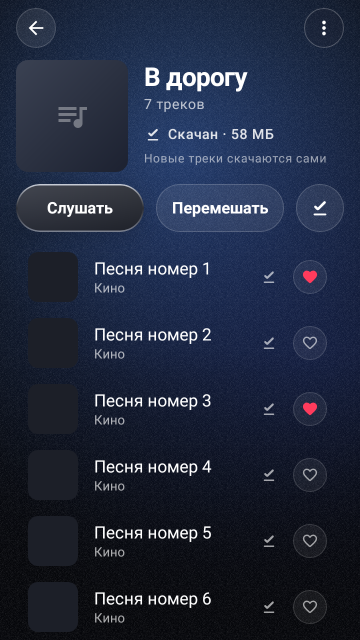 В дорогу
7 треков
Скачан · 58 МБ
Новые треки скачаются сами
Слушать
Перемешать
Песня номер 1
Кино
Песня номер 2
Кино
Песня номер 3
Кино
Песня номер 4
Кино
Песня номер 5
Кино
Песня номер 6
Кино